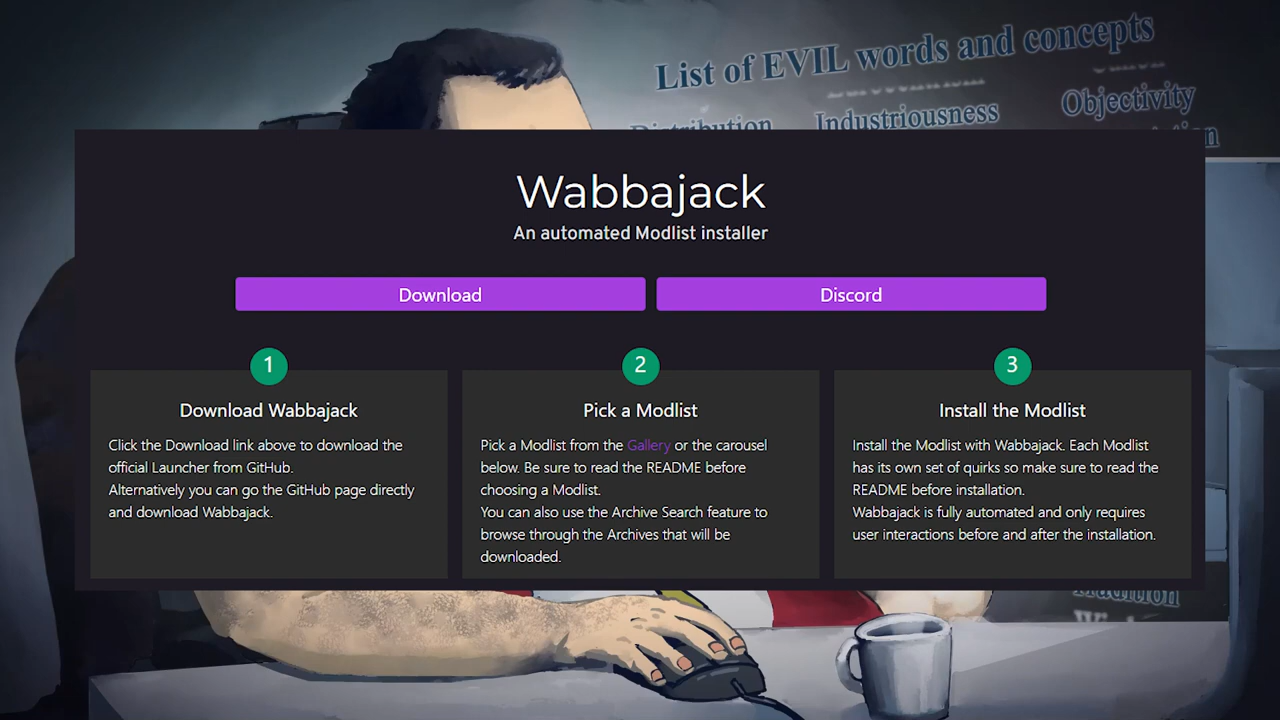 List of EVIL words and concepts
Distribution Industriousness Objectivity
Wabbajack
An automated Modlist installer
Download Discord
1
Download Wabbajack
Click the Download link above to download the
official Launcher from GitHub.
Alternatively you can go the GitHub page directly
and download Wabbajack.
2
Pick a Modlist
Pick a Modlist from the Gallery or the carousel
below. Be sure to read the README before
choosing a Modlist.
You can also use the Archive Search feature to
browse through the Archives that will be
downloaded.
3
Install the Modlist
Install the Modlist with Wabbajack. Each Modlist
has its own set of quirks so make sure to read the
README before installation.
Wabbajack is fully automated and only requires
user interactions before and after the installation.
Tradition